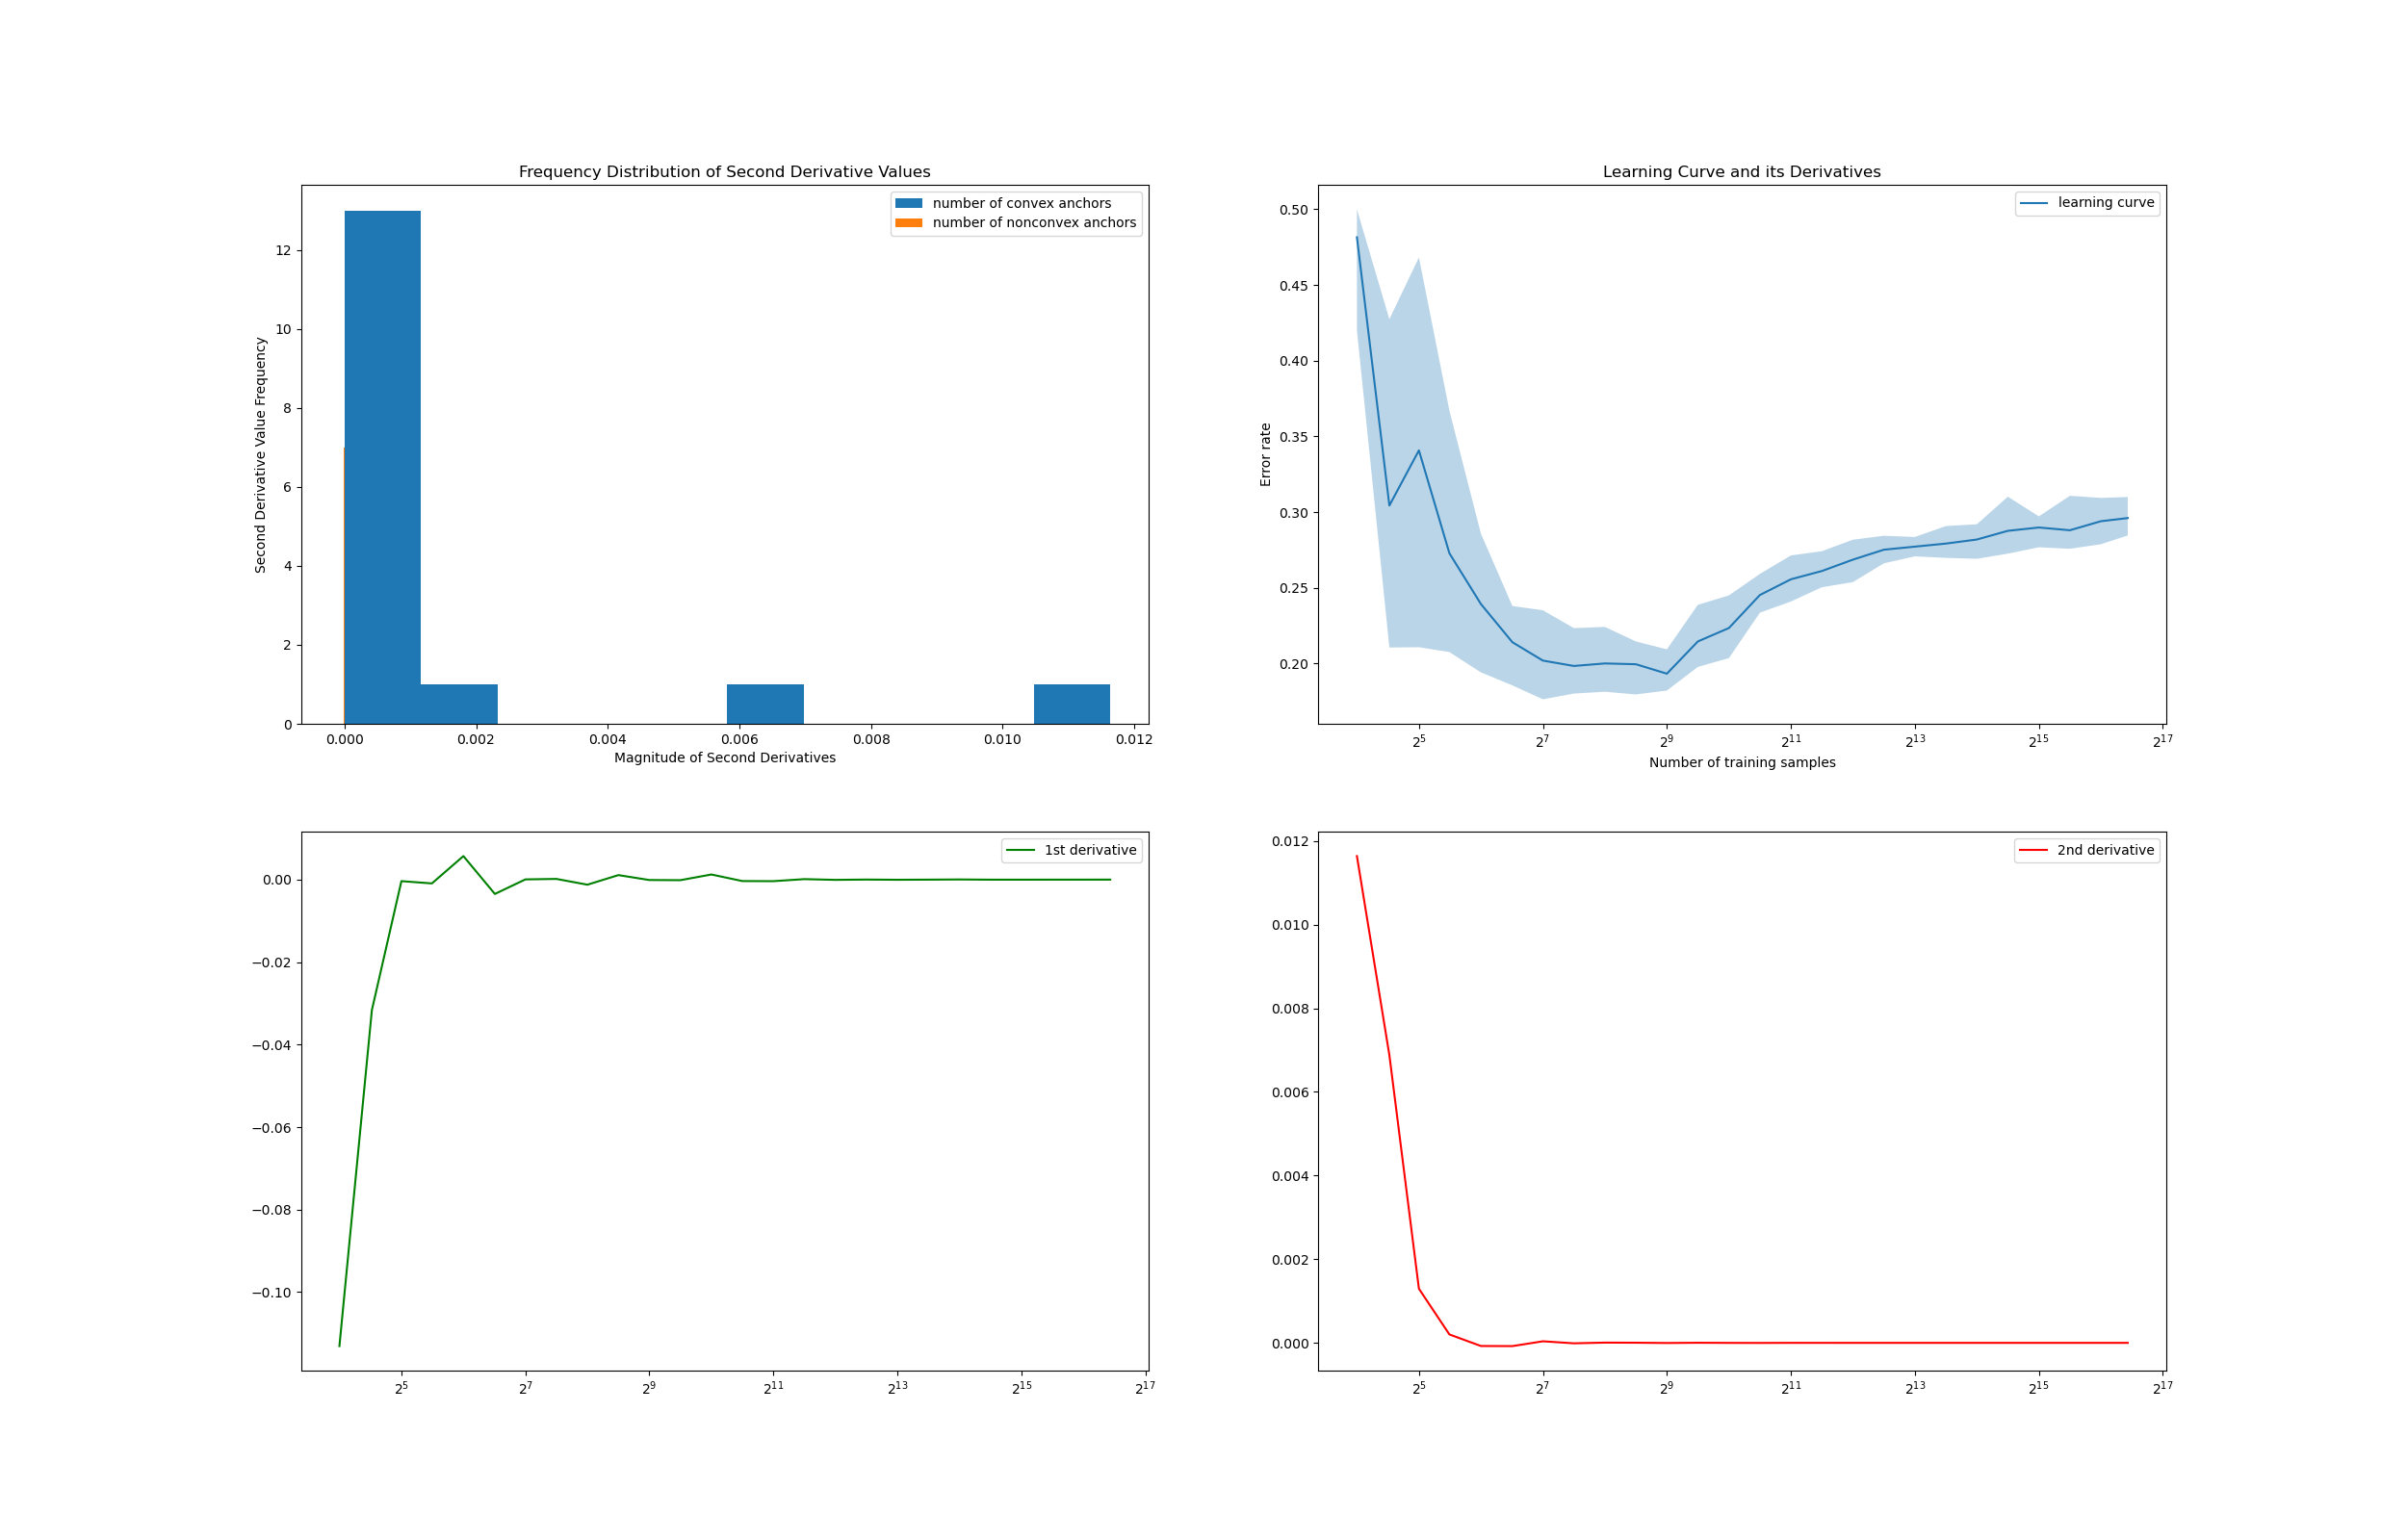 Frequency Distribution of Second Derivative Values
number of convex anchors
number of nonconvex anchors
Second Derivative Value Frequency
12
10
8
6
4
2
0
0.000 0.002 0.004 0.006 0.008 0.010 0.012
Magnitude of Second Derivatives
Learning Curve and its Derivatives
learning curve
Error rate
0.50
0.45
0.40
0.35
0.30
0.25
0.20
2^5 2^7 2^9 2^11 2^13 2^15 2^17
Number of training samples
1st derivative
0.00
−0.02
−0.04
−0.06
−0.08
−0.10
2^5 2^7 2^9 2^11 2^13 2^15 2^17
2nd derivative
0.012
0.010
0.008
0.006
0.004
0.002
0.000
2^5 2^7 2^9 2^11 2^13 2^15 2^17